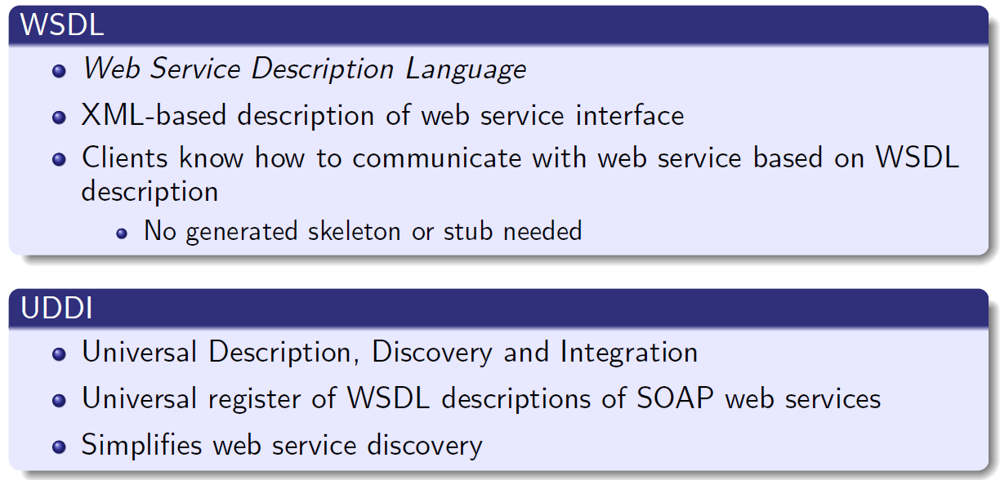 WSDL
Web Service Description Language
XML-based description of web service interface
Clients know how to communicate with web service based on WSDL
description
No generated skeleton or stub needed
UDDI
Universal Description, Discovery and Integration
Universal register of WSDL descriptions of SOAP web services
Simplifies web service discovery